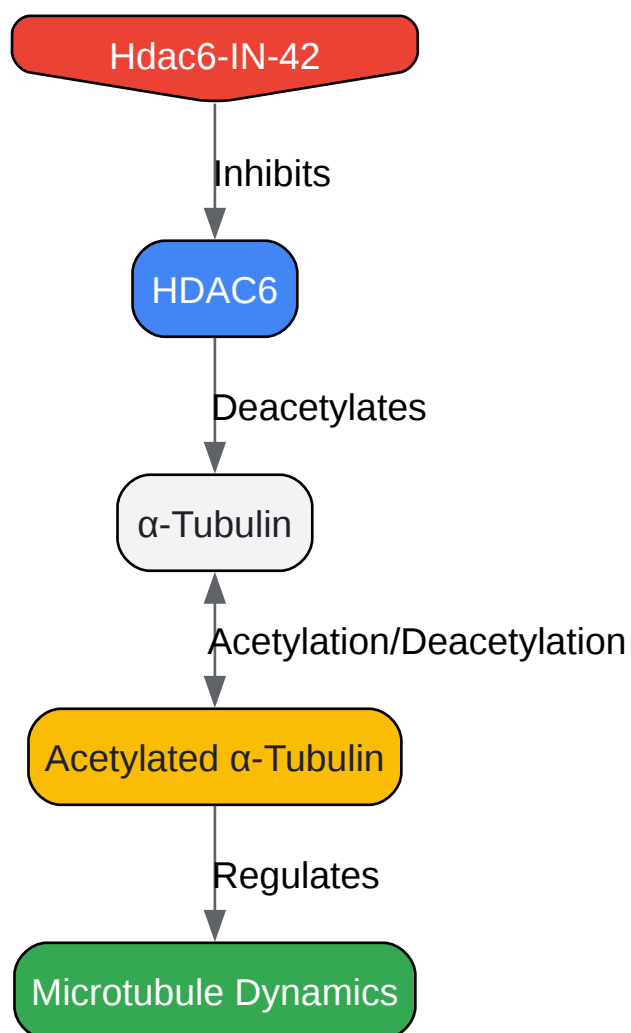 Hdac6-IN-42
Inhibits
HDAC6
Deacetylates
α-Tubulin
Acetylation/Deacetylation
Acetylated α-Tubulin
Regulates
Microtubule Dynamics